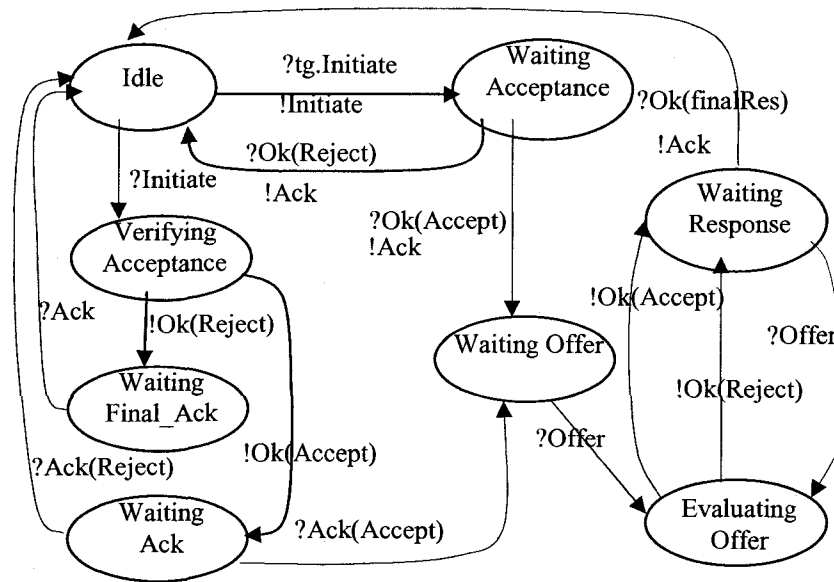 Idle
?tg.Initiate
!Initiate
Waiting
Acceptance
?Ok(finalRes)
!Ack
?Ok(Reject)
!Ack
?Initiate
Waiting
Response
Verifying
Acceptance
?Ok(Accept)
!Ack
!Ok(Accept)
?Ack
!Ok(Reject)
Waiting Offer
?Offer
Waiting
Final_Ack
!Ok(Reject)
?Offer
?Ack(Reject)
!Ok(Accept)
Waiting
Ack
?Ack(Accept)
Evaluating
Offer